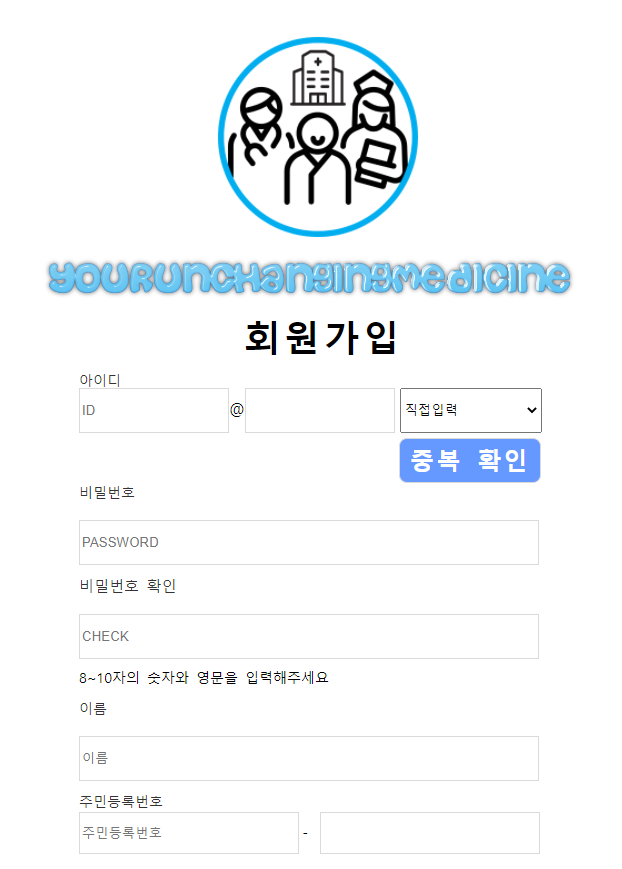 YOURUNCHANGINGMEDICINE
회원가입
아이디
ID @ 직접입력
중복 확인
비밀번호
PASSWORD
비밀번호 확인
CHECK
8~10자의 숫자와 영문을 입력해주세요
이름
이름
주민등록번호
주민등록번호 -